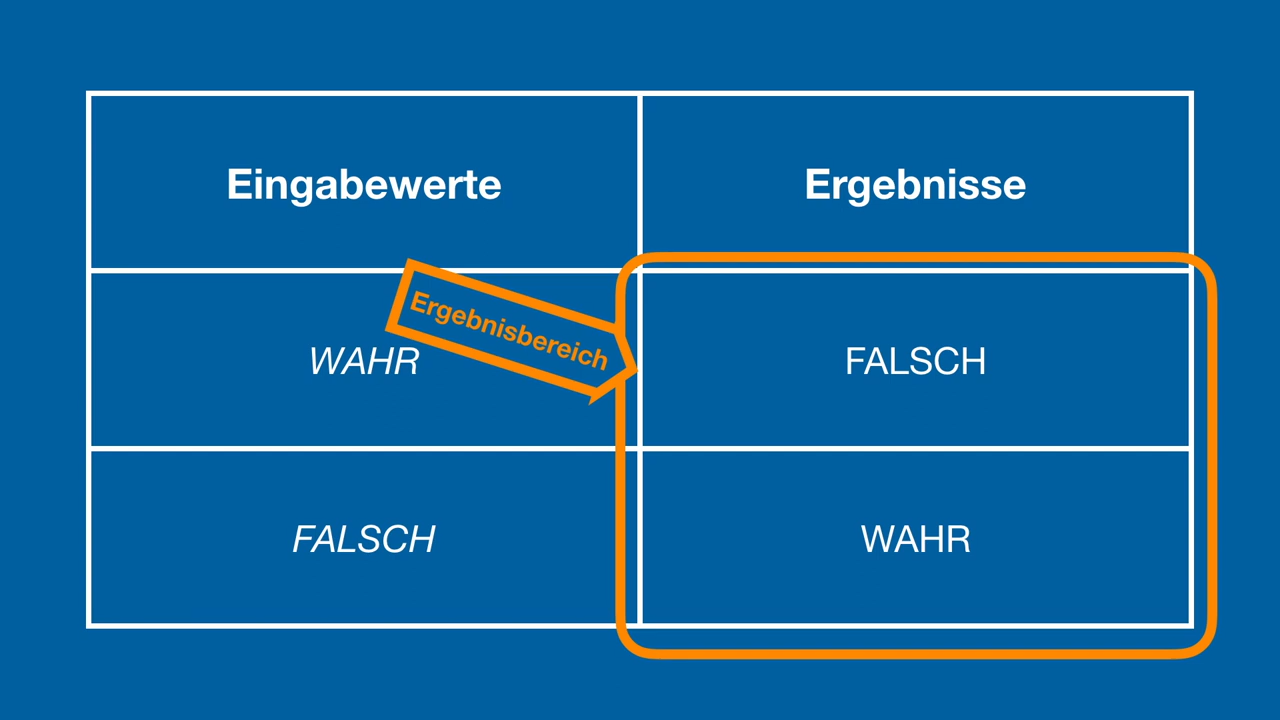 Eingabewerte
Ergebnisse
Ergebnisbereich
WAHR
FALSCH
FALSCH
WAHR